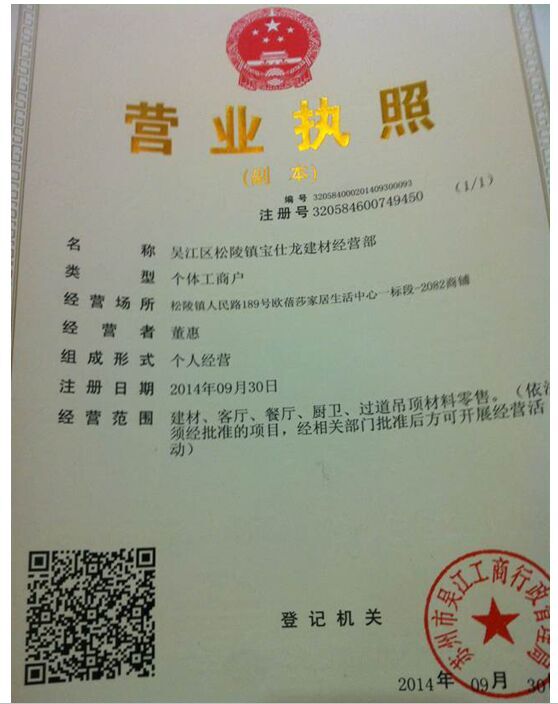 营业执照
(副 本)
编 号 320584000201409300093
(1/1)
注册号 320584600749450
名 称 吴江区松陵镇宝仕龙建材经营部
类 型 个体工商户
经营场所 松陵镇人民路189号欧蓓莎家居生活中心一标段-2082商铺
经 营 者 董惠
组成形式 个人经营
注册日期 2014年09月30日
经营范围 建材、客厅、餐厅、厨卫、过道吊顶材料零售。(依法
须经批准的项目,经相关部门批准后方可开展经营活
动)
登记机关
苏州市吴江工商行政管理局
2014年 09月 30